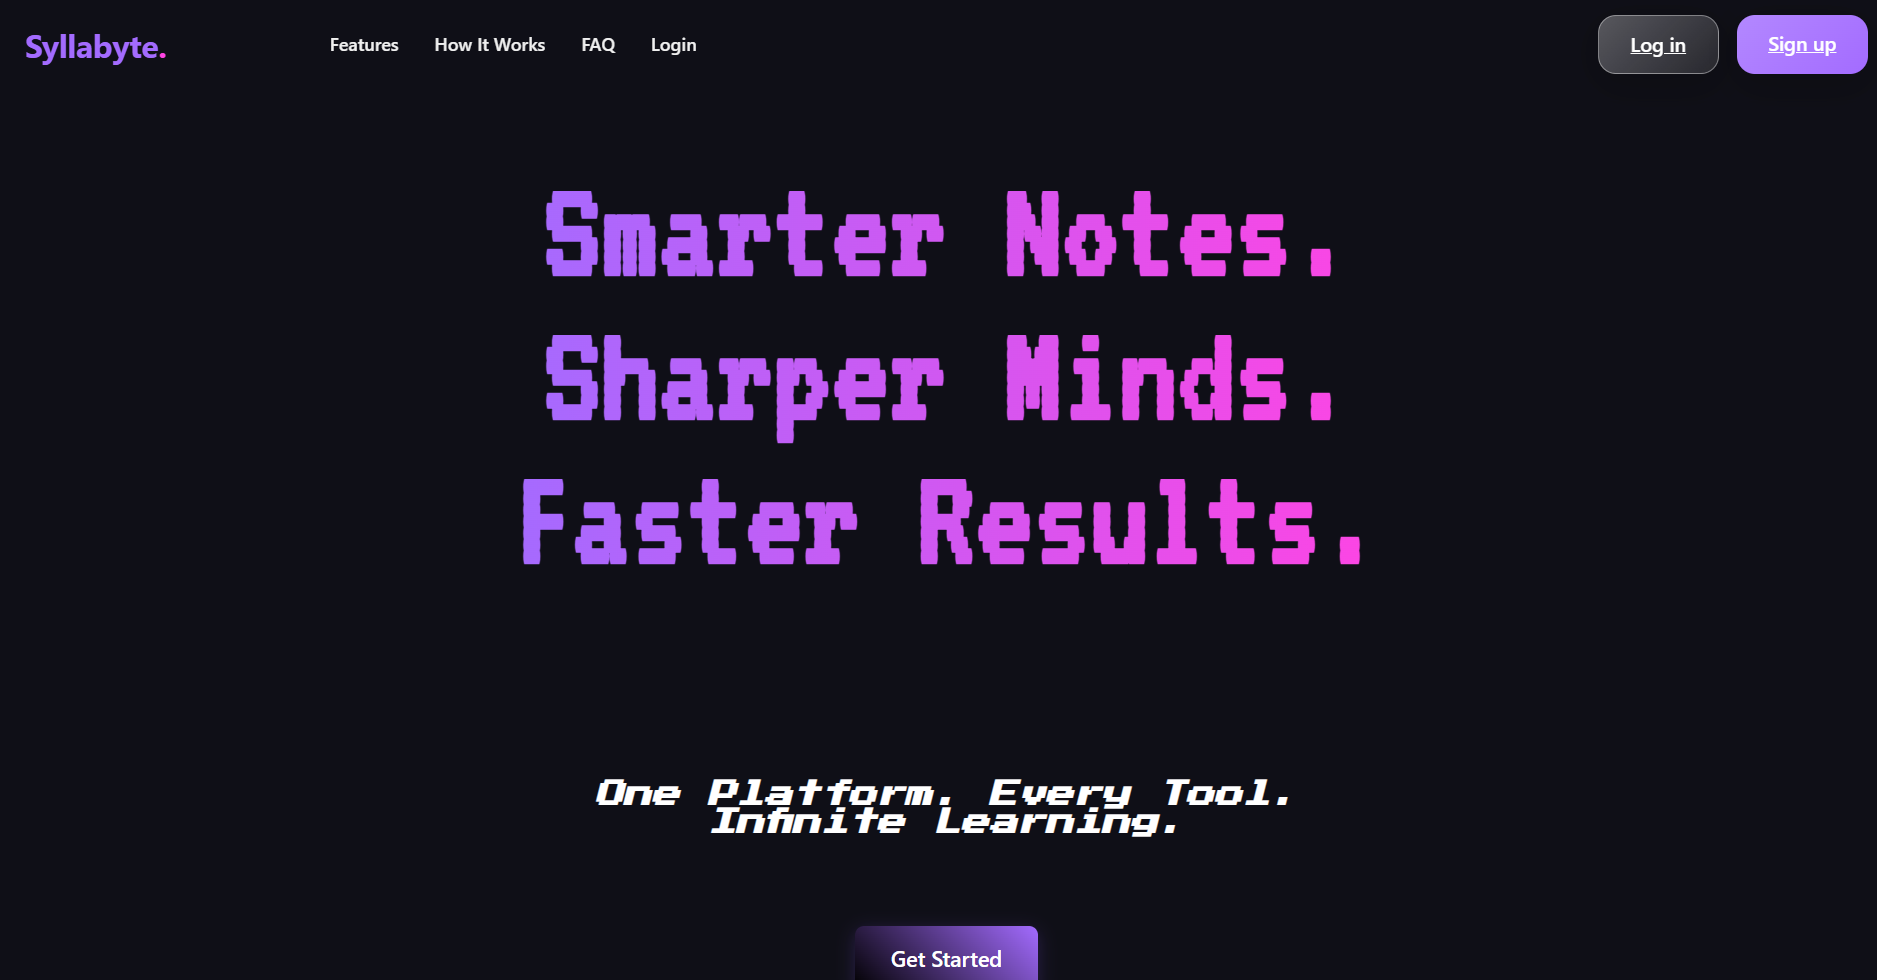 Syllabyte.
Features
How It Works
FAQ
Login
Log in
Sign up
Smarter Notes.
Sharper Minds.
Faster Results.
One Platform. Every Tool.
Infinite Learning.
Get Started